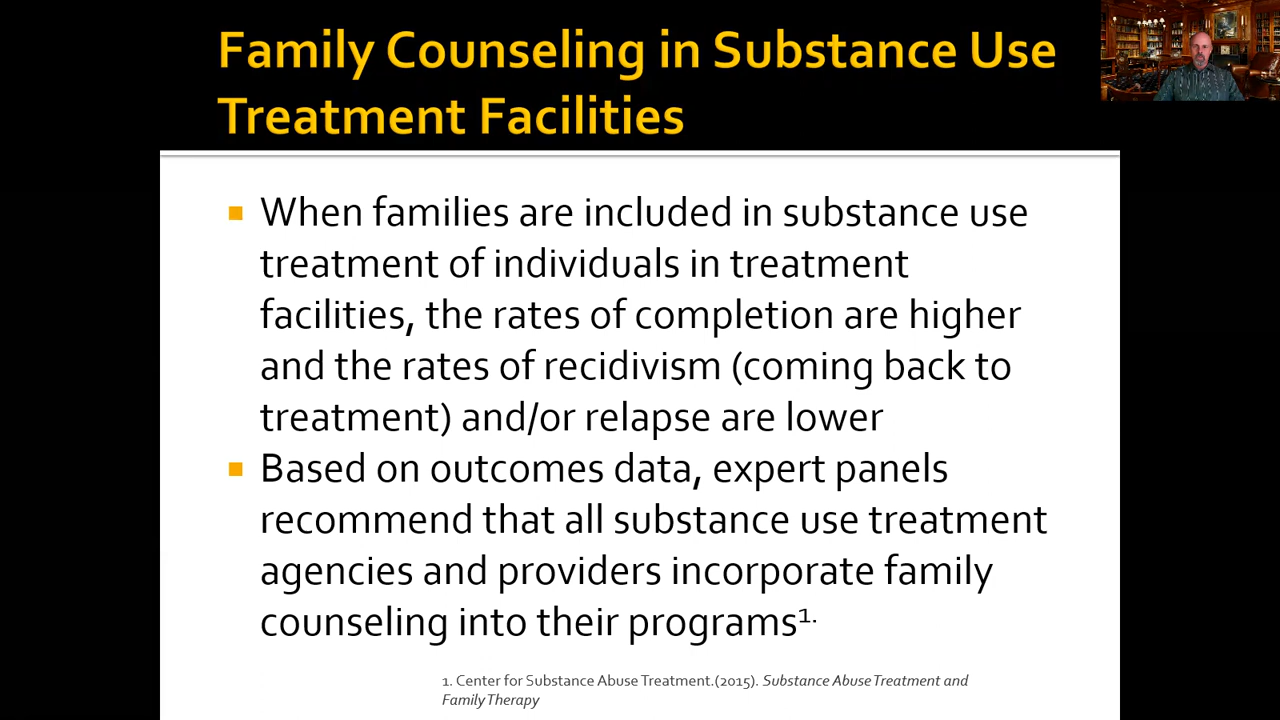 Family Counseling in Substance Use
Treatment Facilities
When families are included in substance use
treatment of individuals in treatment
facilities, the rates of completion are higher
and the rates of recidivism (coming back to
treatment) and/or relapse are lower
Based on outcomes data, expert panels
recommend that all substance use treatment
agencies and providers incorporate family
counseling into their programs1.
1. Center for Substance Abuse Treatment.(2015). Substance Abuse Treatment and
Family Therapy